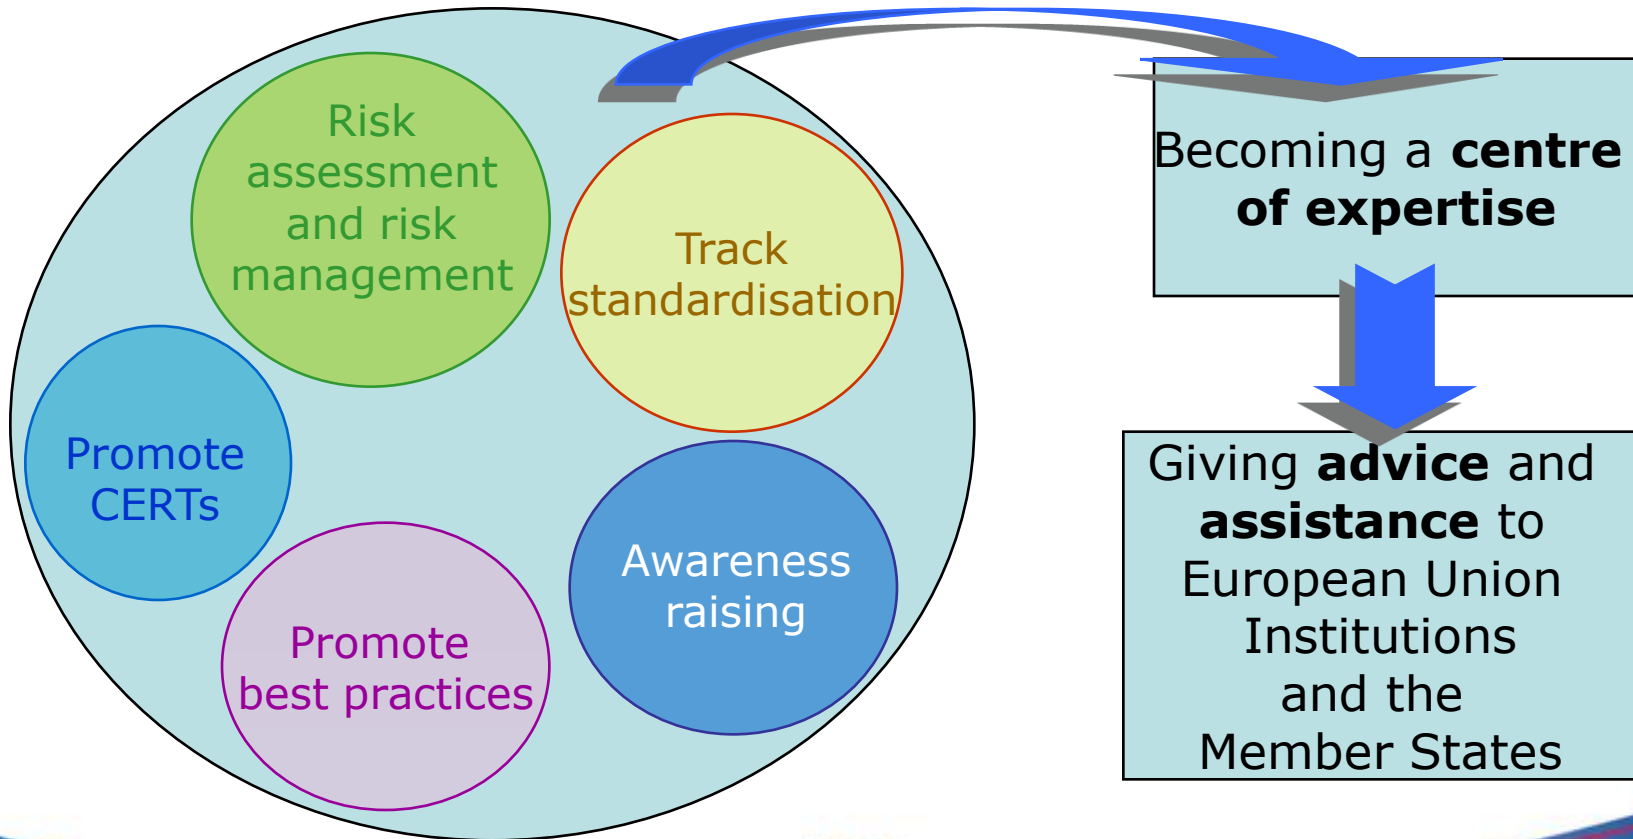 Risk
assessment
and risk
management
Track
standardisation
Promote
CERTs
Awareness
raising
Promote
best practices
Becoming a centre
of expertise
Giving advice and
assistance to
European Union
Institutions
and the
Member States